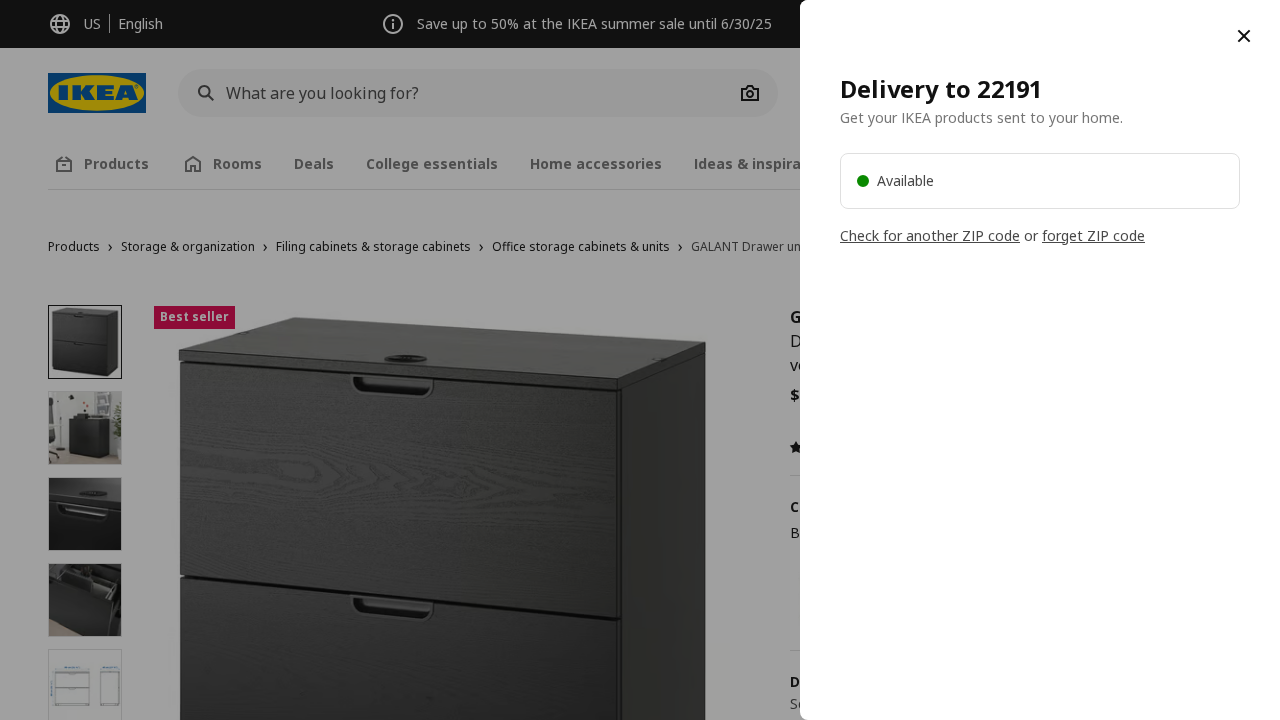 US English
Save up to 50% at the IKEA summer sale until 6/30/25
IKEA
What are you looking for?
Products Rooms Deals College essentials Home accessories Ideas & inspira
Products › Storage & organization › Filing cabinets & storage cabinets › Office storage cabinets & units › GALANT Drawer un
Best seller
G
D
ve
$
C
B
D
Se
Delivery to 22191
Get your IKEA products sent to your home.
Available
Check for another ZIP code or forget ZIP code